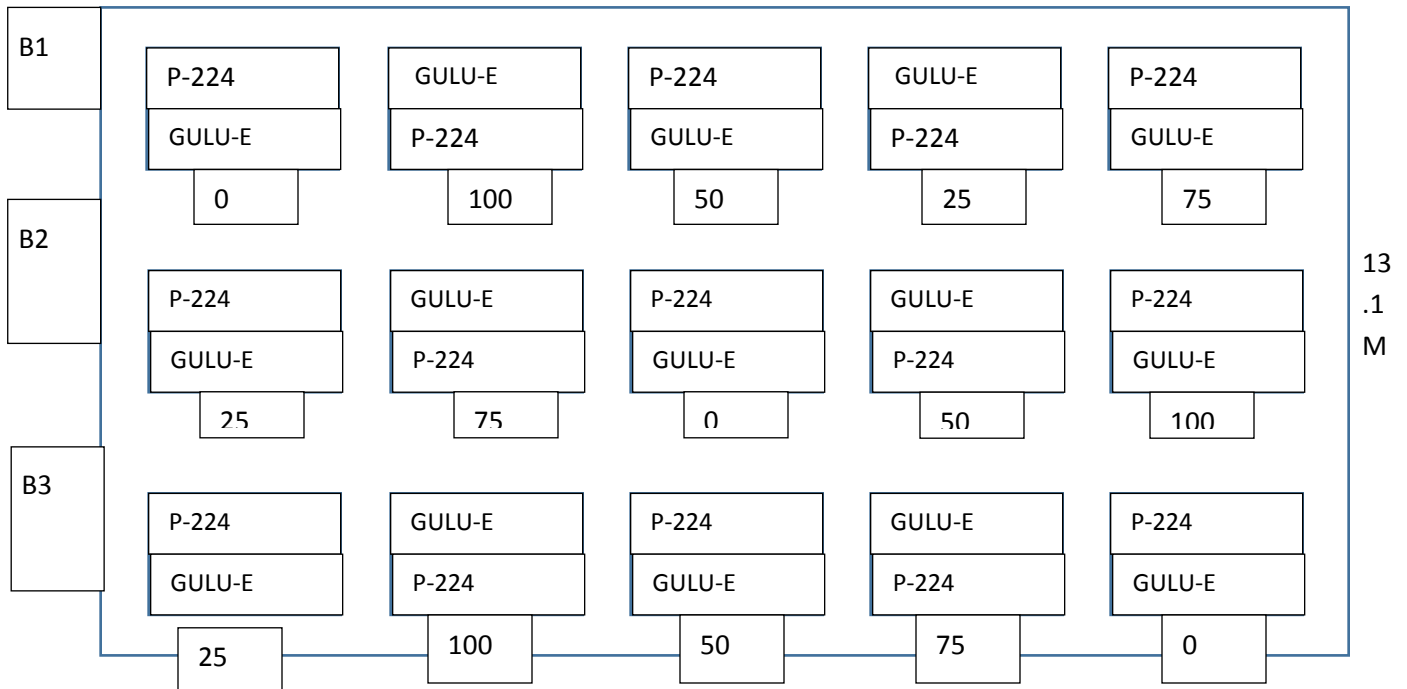 B1
P-224 GULU-E P-224 GULU-E P-224
GULU-E P-224 GULU-E P-224 GULU-E
0 100 50 25 75
B2
13
.1
M
P-224 GULU-E P-224 GULU-E P-224
GULU-E P-224 GULU-E P-224 GULU-E
25 75 0 50 100
B3
P-224 GULU-E P-224 GULU-E P-224
GULU-E P-224 GULU-E P-224 GULU-E
25 100 50 75 0